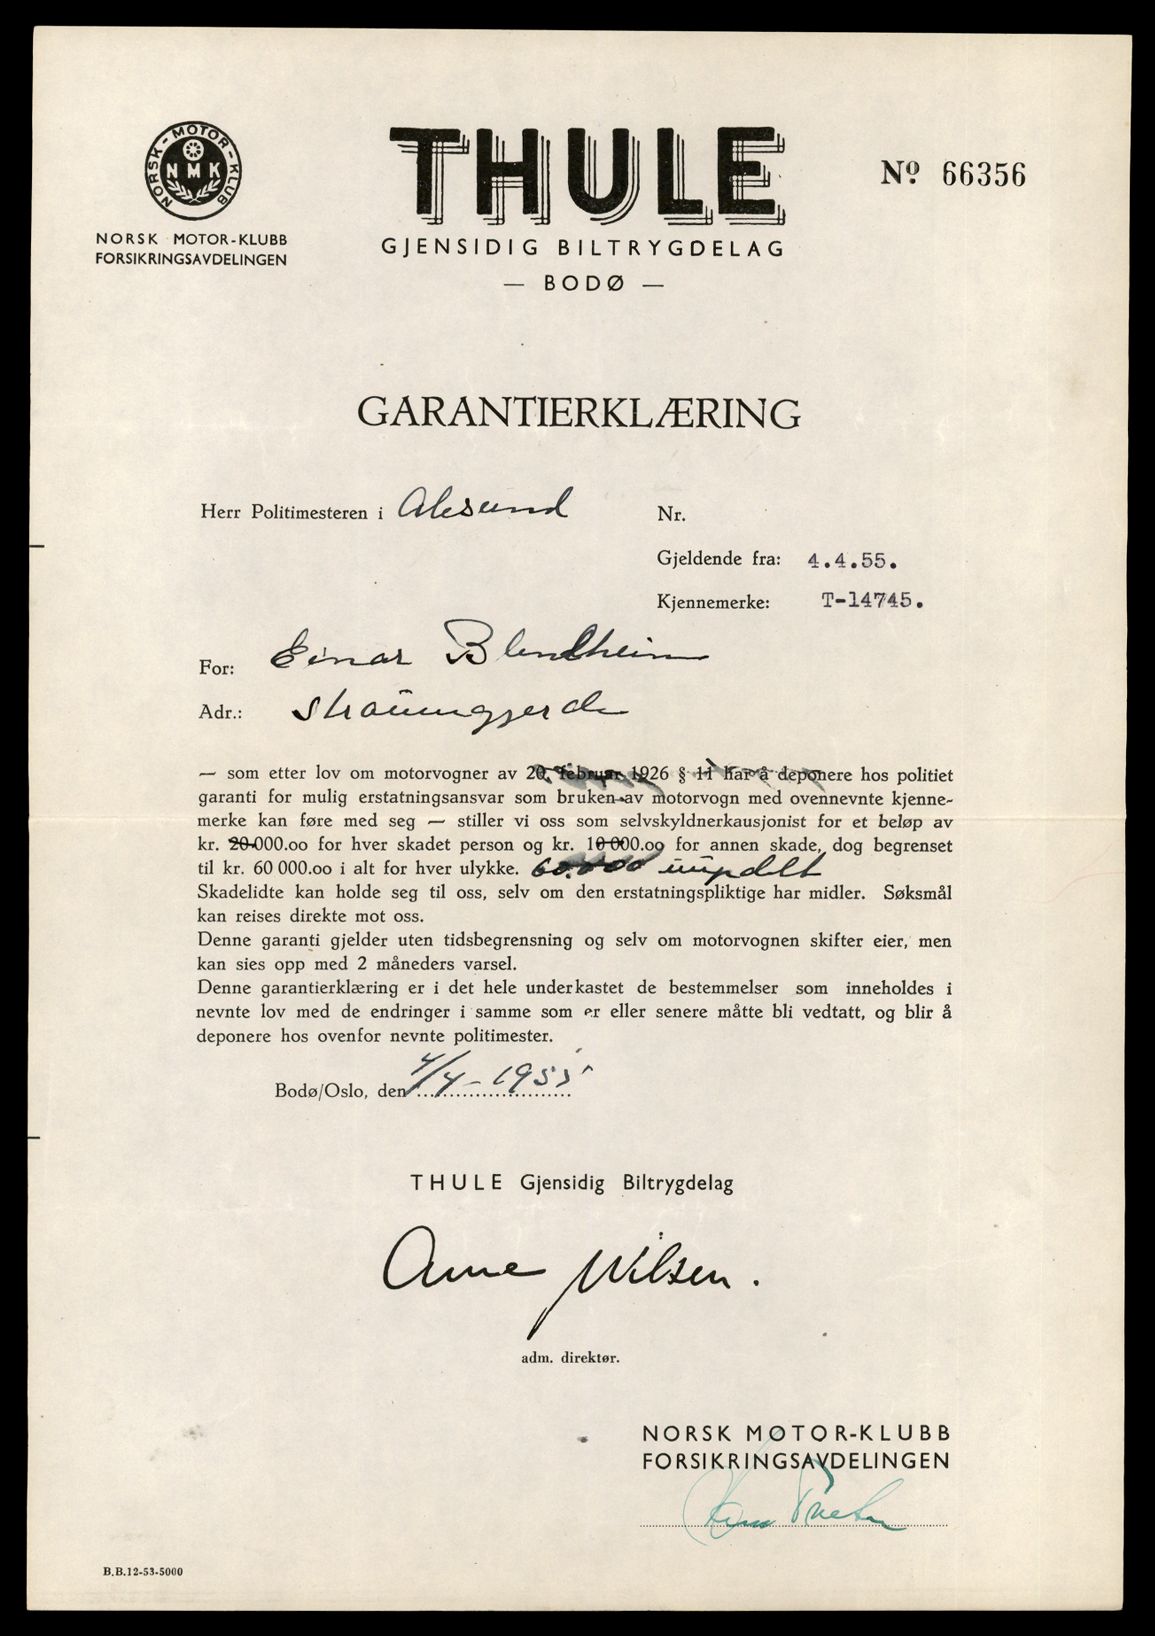 NORSK - MOTOR - KLUB
NMK
NORSK MOTOR-KLUBB
FORSIKRINGSAVDELINGEN
THULE
GJENSIDIG BILTRYGDELAG
— BODØ —
Nº 66356
GARANTIERKLÆRING
Herr Politimesteren i Alesund
Nr.
Gjeldende fra: 4.4.55.
Kjennemerke: T-14745.
For: Einar Blindheim
Adr.: Straumgjerde
— som etter lov om motorvogner av 20. februar 1926 § 11 har å deponere hos politiet
garanti for mulig erstatningsansvar som bruken av motorvogn med ovennevnte kjenne-
merke kan føre med seg — stiller vi oss som selvskyldnerkausjonist for et beløp av
kr. 20.000.oo for hver skadet person og kr. 10 000.oo for annen skade, dog begrenset
til kr. 60 000.oo i alt for hver ulykke. 60.000 uupdelt
Skadelidte kan holde seg til oss, selv om den erstatningspliktige har midler. Søksmål
kan reises direkte mot oss.
Denne garanti gjelder uten tidsbegrensning og selv om motorvognen skifter eier, men
kan sies opp med 2 måneders varsel.
Denne garantierklæring er i det hele underkastet de bestemmelser som inneholdes i
nevnte lov med de endringer i samme som er eller senere måtte bli vedtatt, og blir å
deponere hos ovenfor nevnte politimester.
Bodø/Oslo, den 4/4-1955
THULE Gjensidig Biltrygdelag
Arne Nilsen.
adm. direktør.
NORSK MOTOR-KLUBB
FORSIKRINGSAVDELINGEN
B.B.12-53-5000